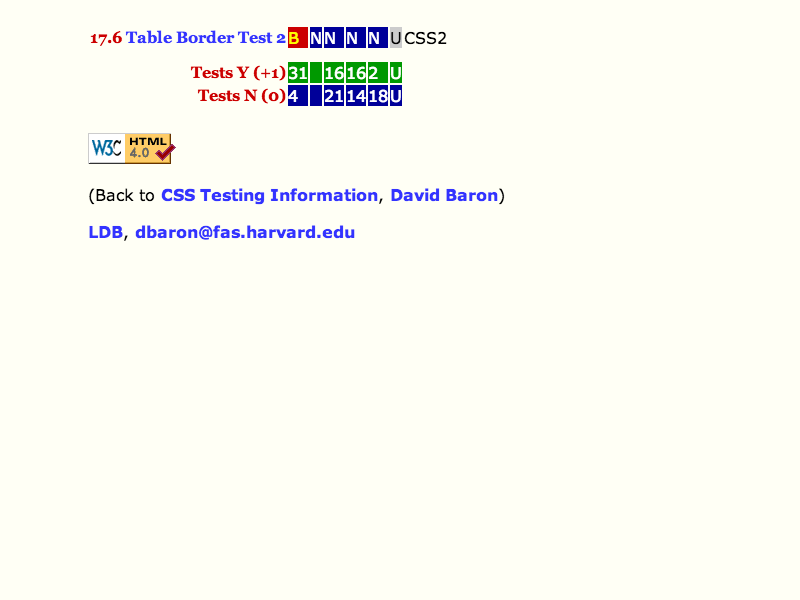 17.6 Table Border Test 2 B N N N N U CSS2
Tests Y (+1) 31 16 16 2 U
Tests N (0) 4 21 14 18 U
W3C HTML 4.0
(Back to CSS Testing Information, David Baron)
LDB, dbaron@fas.harvard.edu